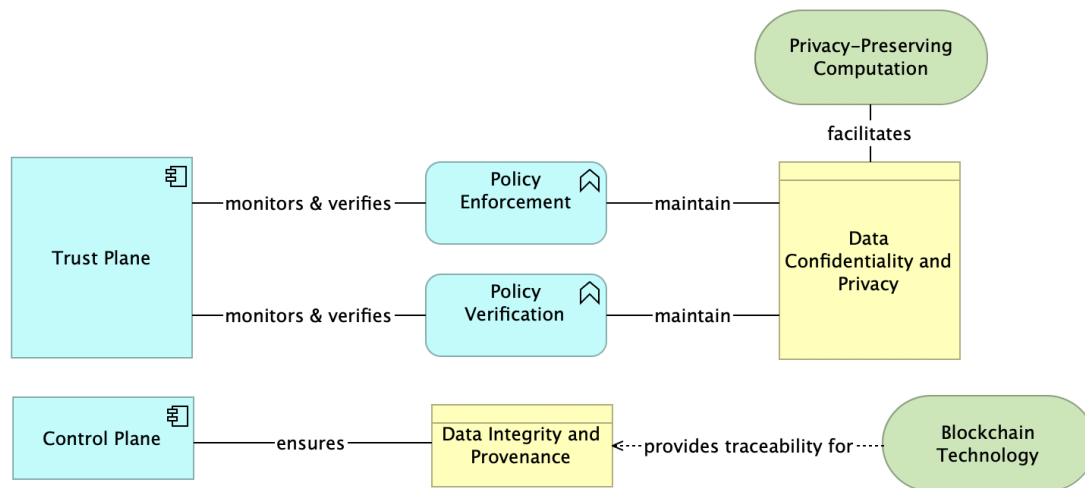 Privacy-Preserving
Computation
facilitates
Trust Plane
monitors & verifies
Policy
Enforcement
maintain
Data
Confidentiality and
Privacy
monitors & verifies
Policy
Verification
maintain
Control Plane
ensures
Data Integrity and
Provenance
provides traceability for
Blockchain
Technology